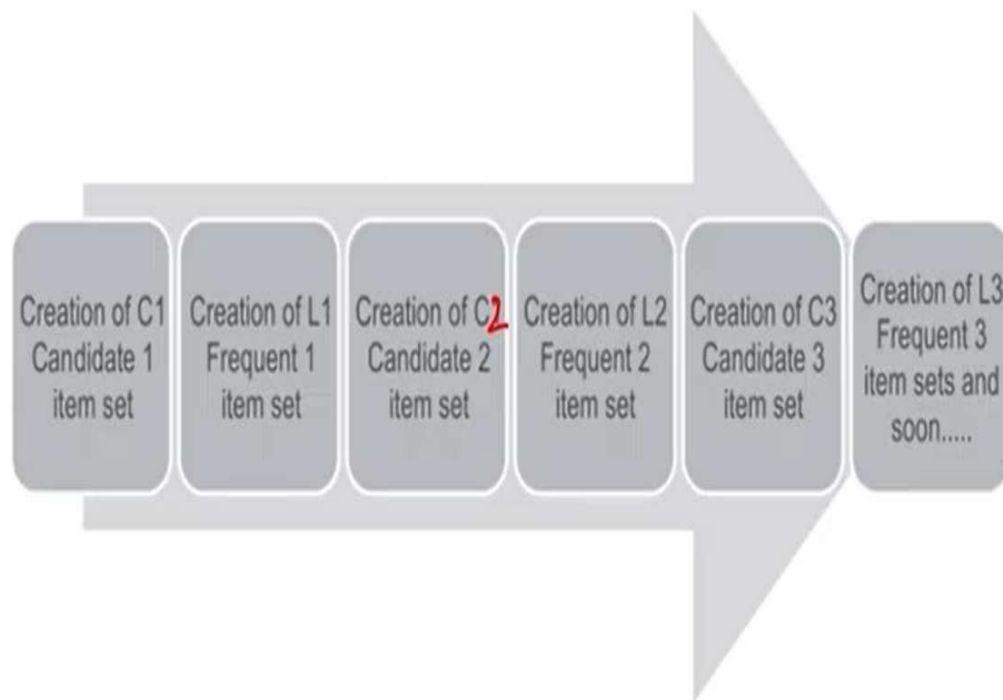 Creation of C1
Candidate 1
item set
Creation of L1
Frequent 1
item set
Creation of C2
Candidate 2
item set
Creation of L2
Frequent 2
item set
Creation of C3
Candidate 3
item set
Creation of L3
Frequent 3
item sets and
soon.....